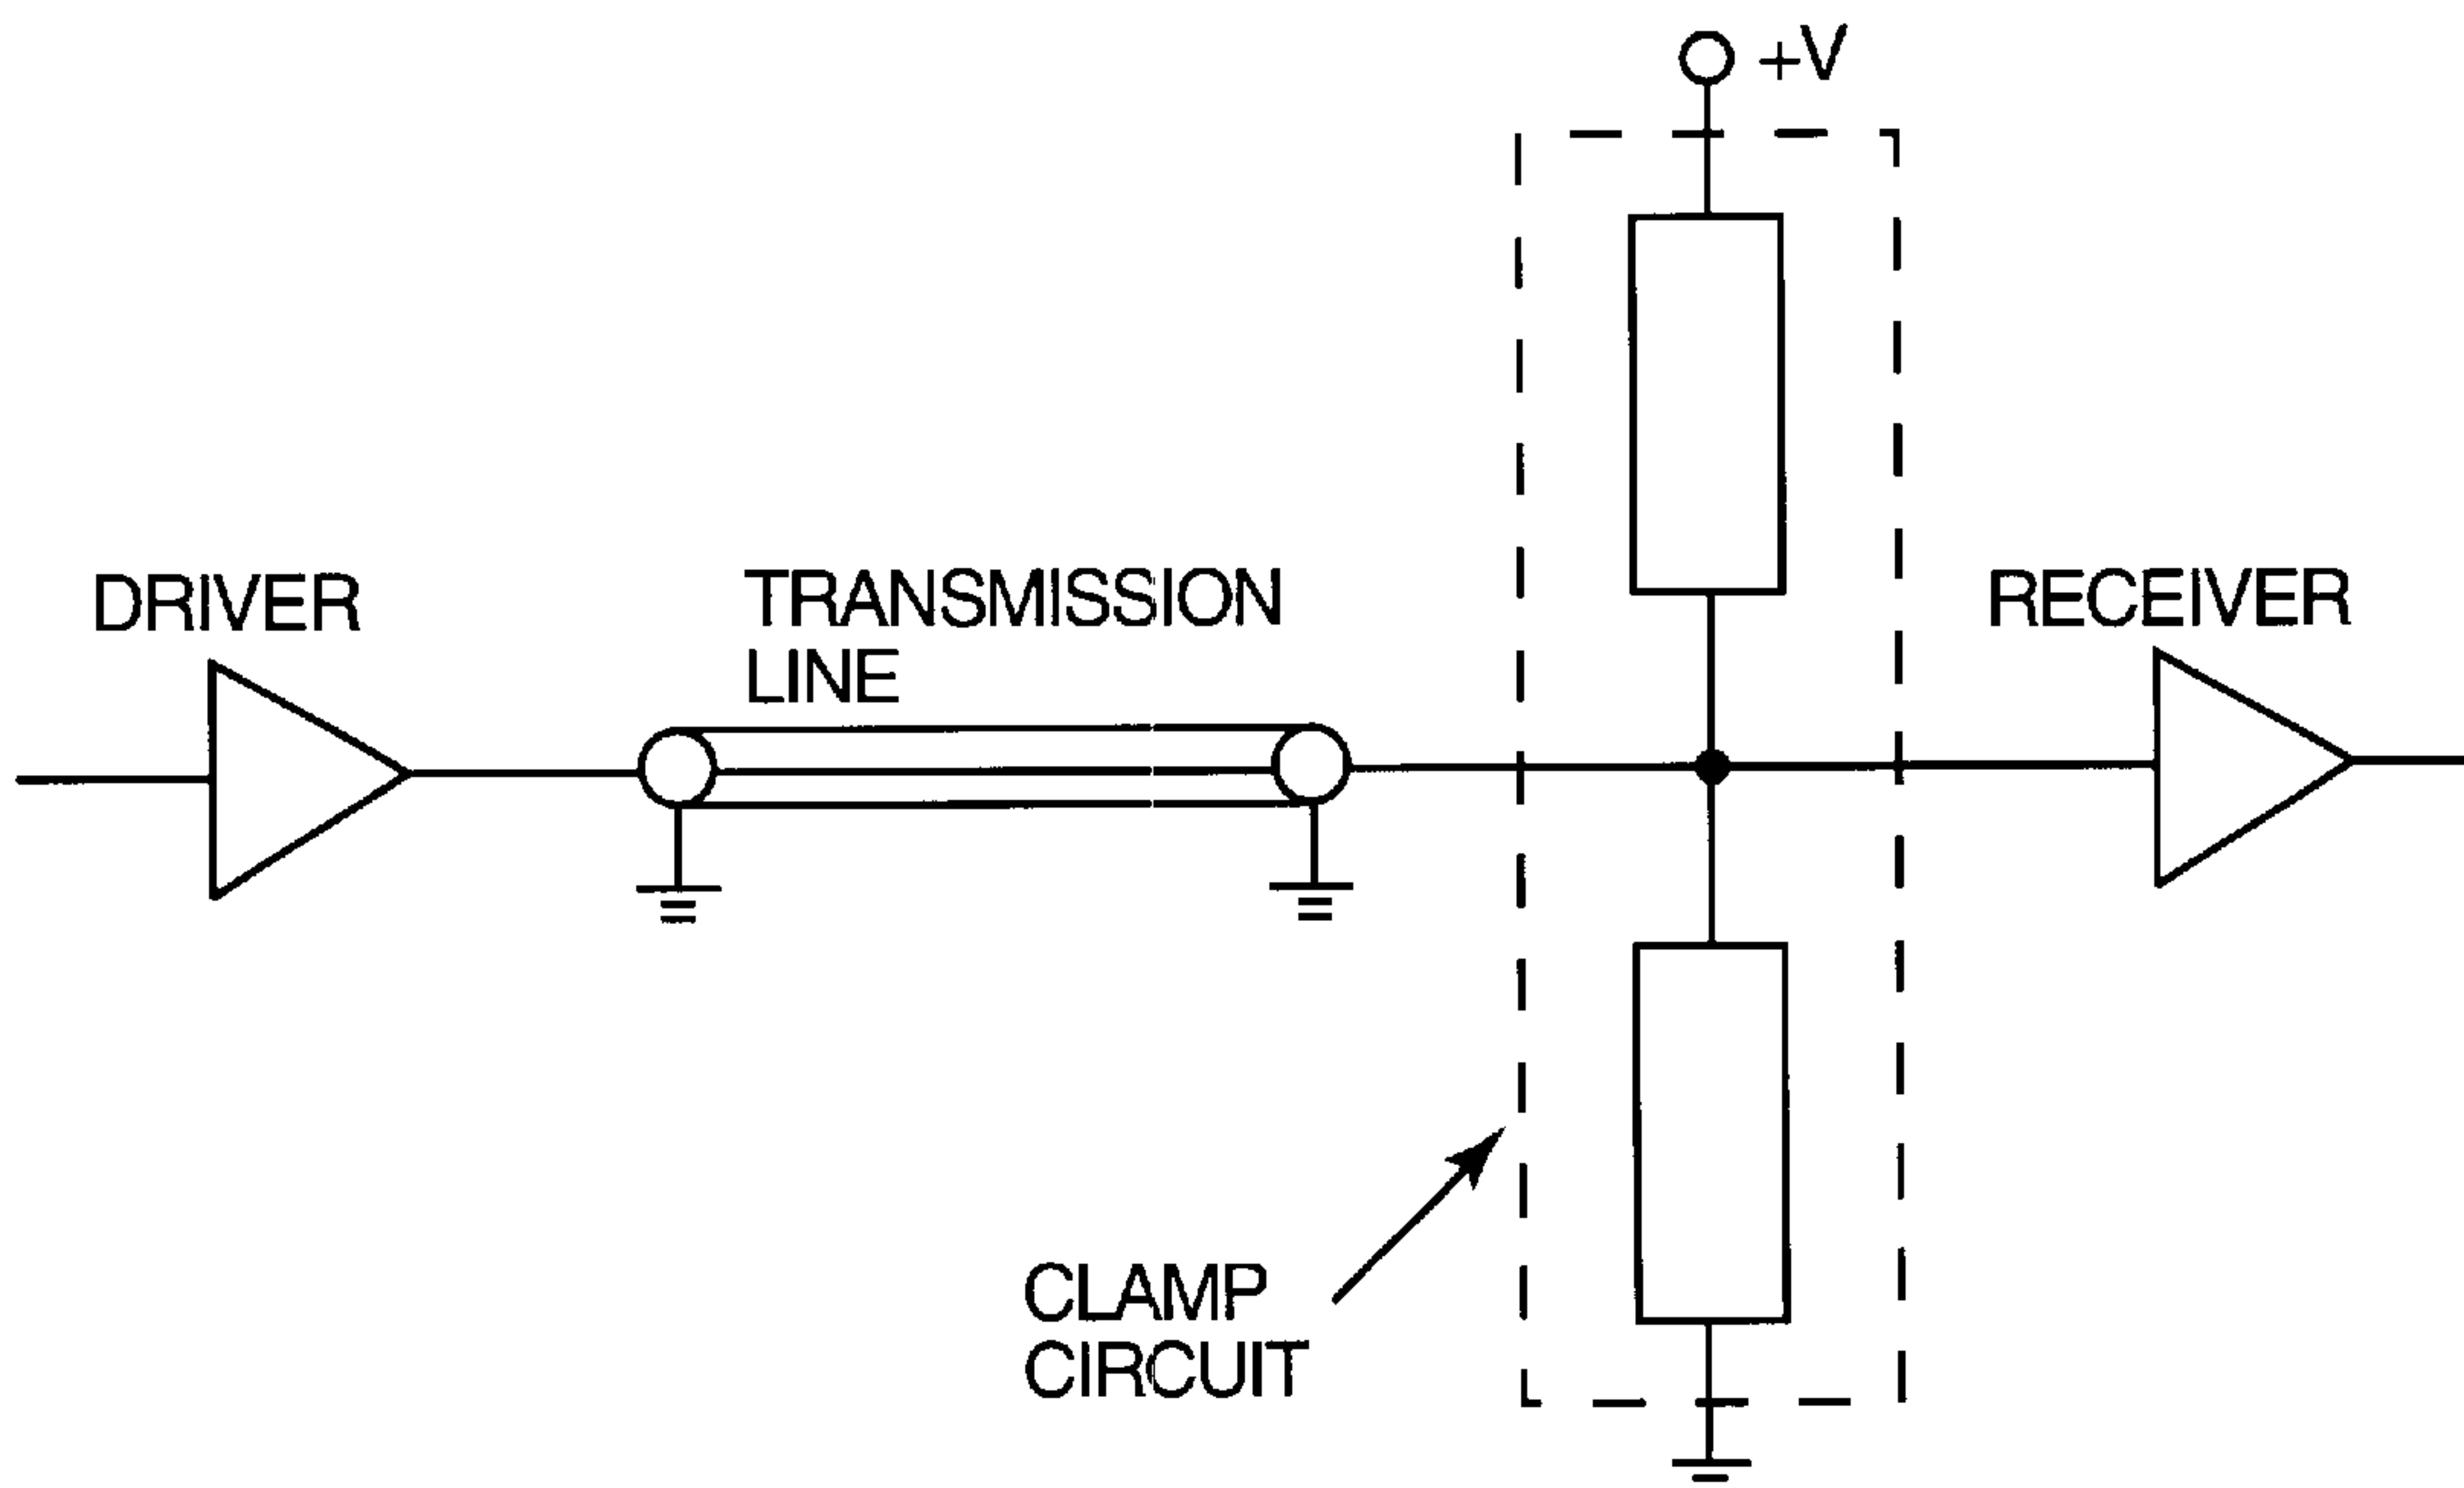 +V
DRIVER
TRANSMISSION
LINE
RECEIVER
CLAMP
CIRCUIT